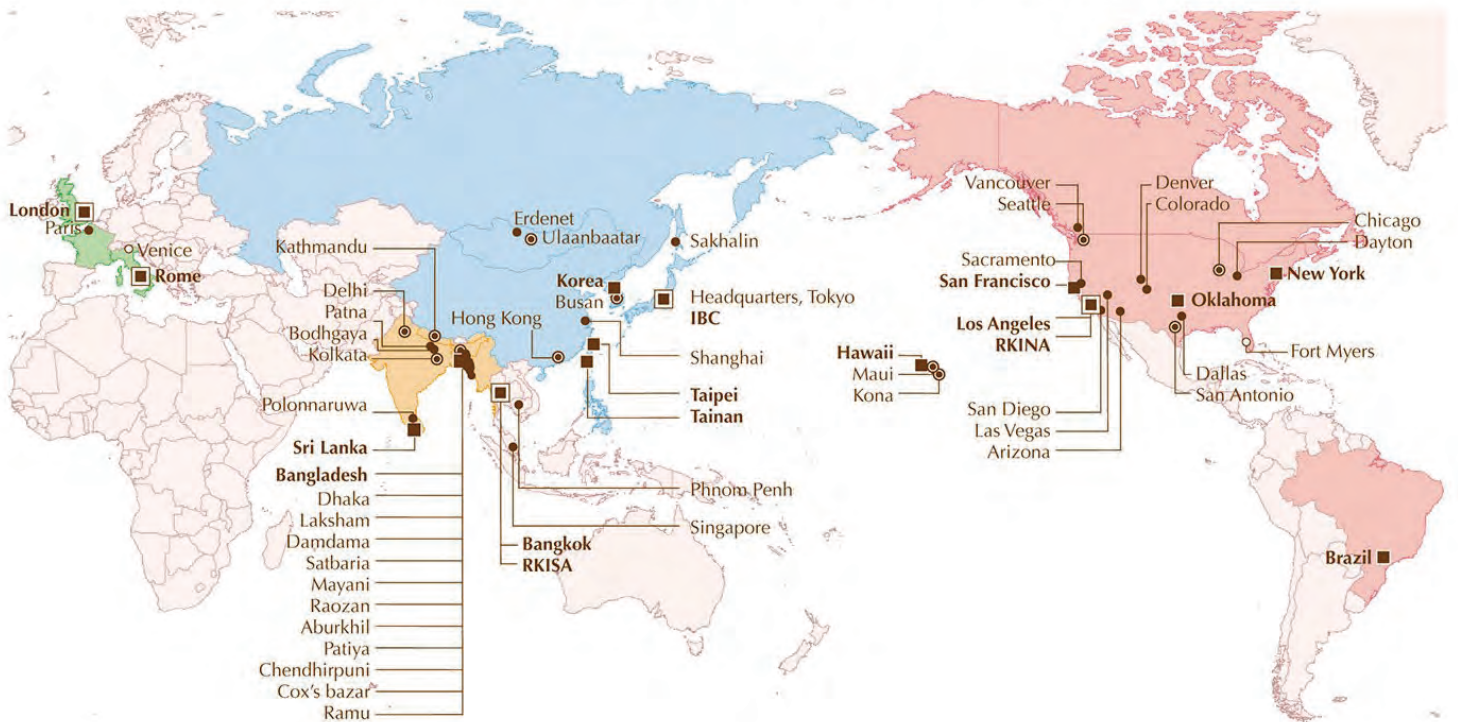 London
Paris
Venice
Rome
Kathmandu
Delhi
Patna
Bodhgaya
Kolkata
Polonnaruwa
Sri Lanka
Bangladesh
Dhaka
Laksham
Damdama
Satbaria
Mayani
Raozan
Aburkhil
Patiya
Chendhirpuni
Cox's bazar
Ramu
Erdenet
Ulaanbaatar
Sakhalin
Korea
Busan
Headquarters, Tokyo
IBC
Hong Kong
Shanghai
Taipei
Tainan
Phnom Penh
Singapore
Bangkok
RKISA
Hawaii
Maui
Kona
Vancouver
Seattle
Denver
Colorado
Chicago
Dayton
Sacramento
San Francisco
New York
Oklahoma
Los Angeles
RKINA
Fort Myers
Dallas
San Antonio
San Diego
Las Vegas
Arizona
Brazil